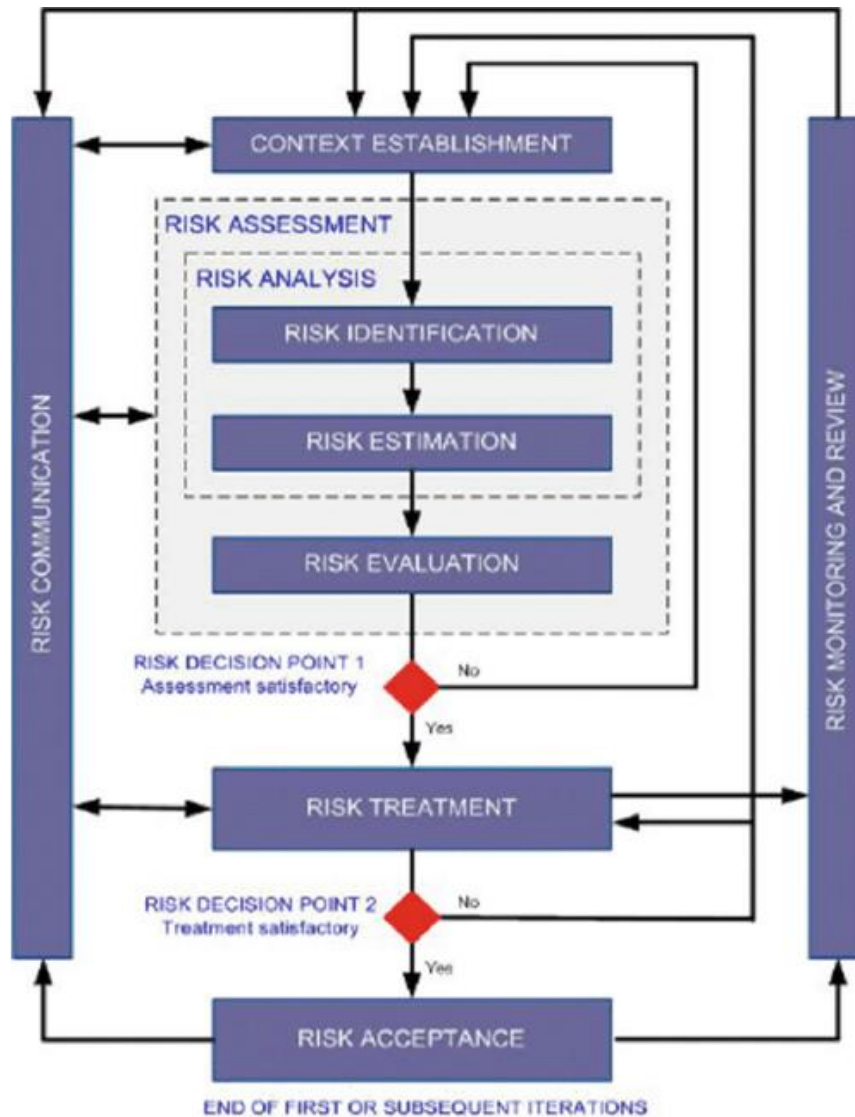 CONTEXT ESTABLISHMENT
RISK ASSESSMENT
RISK ANALYSIS
RISK IDENTIFICATION
RISK ESTIMATION
RISK EVALUATION
RISK DECISION POINT 1
Assessment satisfactory
No
Yes
RISK TREATMENT
RISK DECISION POINT 2
Treatment satisfactory
No
Yes
RISK ACCEPTANCE
END OF FIRST OR SUBSEQUENT ITERATIONS
RISK COMMUNICATION
RISK MONITORING AND REVIEW